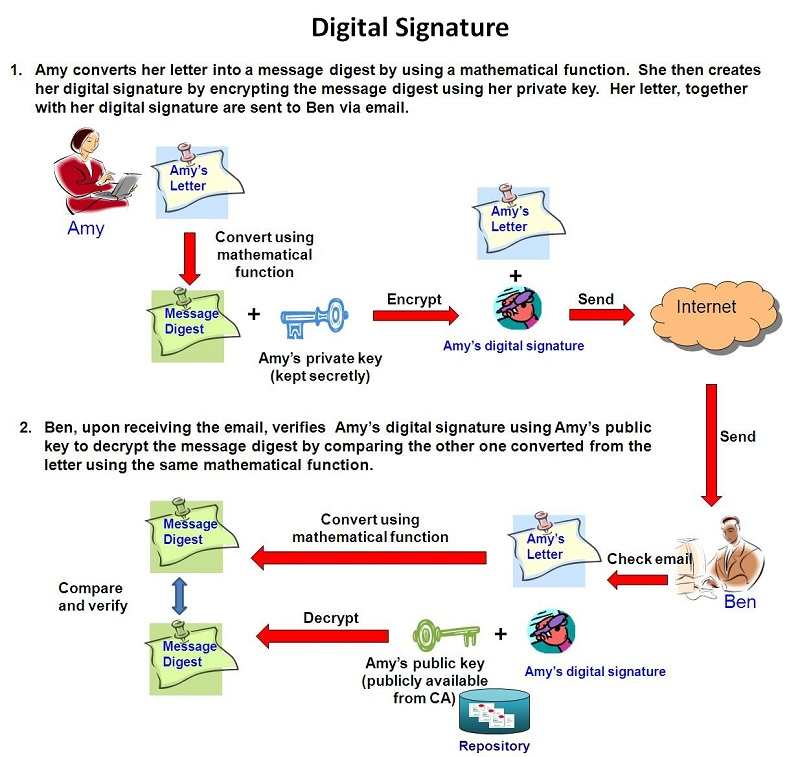 Digital Signature
1. Amy converts her letter into a message digest by using a mathematical function. She then creates
her digital signature by encrypting the message digest using her private key. Her letter, together
with her digital signature are sent to Ben via email.
Amy
Amy's
Letter
Convert using
mathematical
function
Message
Digest
+
Amy's private key
(kept secretly)
Encrypt
Amy's
Letter
+
Amy's digital signature
Send
Internet
Send
2. Ben, upon receiving the email, verifies Amy's digital signature using Amy's public
key to decrypt the message digest by comparing the other one converted from the
letter using the same mathematical function.
Message
Digest
Convert using
mathematical function
Amy's
Letter
Check email
Ben
Compare
and verify
Message
Digest
Decrypt
+
Amy's public key
(publicly available
from CA)
Amy's digital signature
Repository